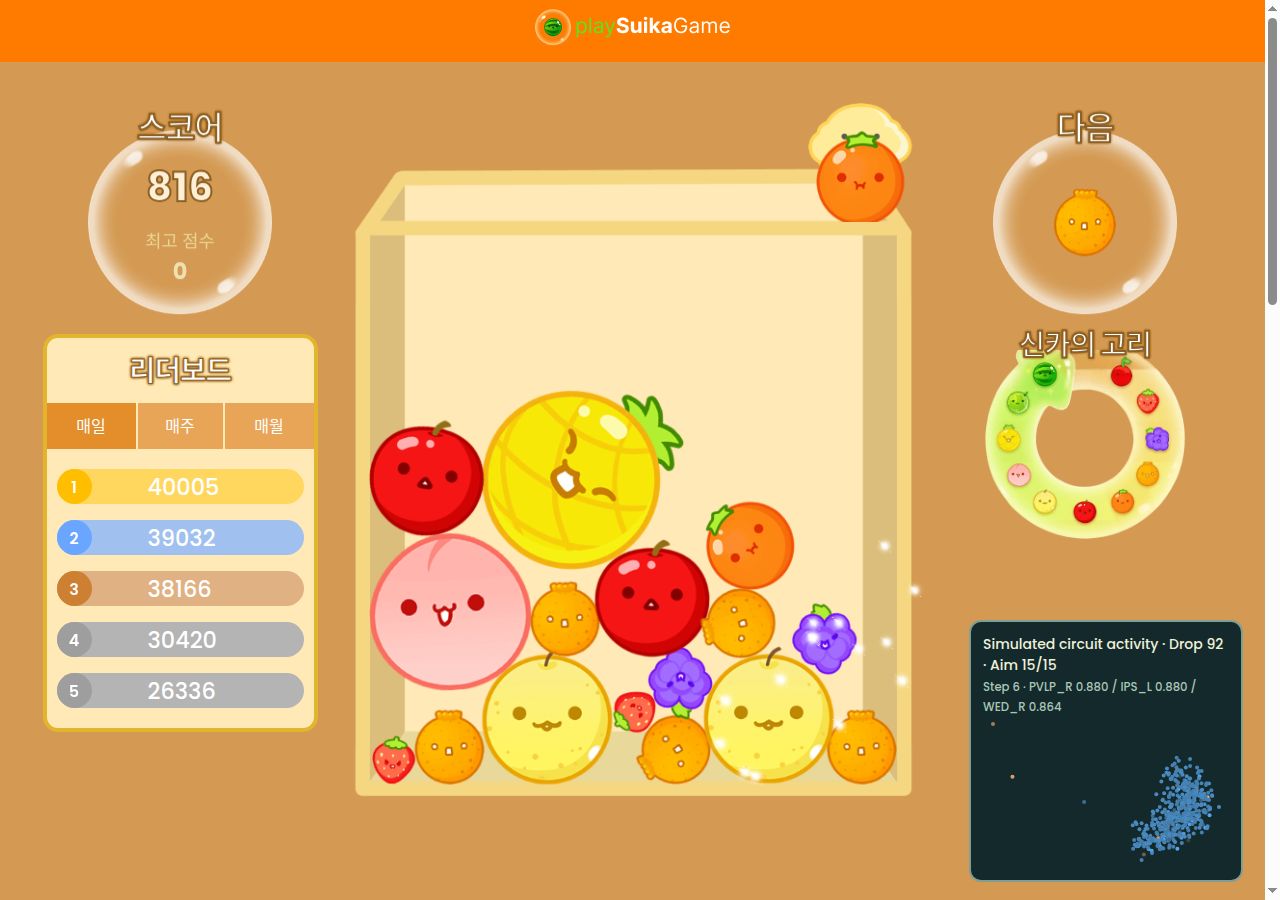 playSuikaGame
스코어
816
최고 점수
0
다음
신카의 고리
리더보드
매일
매주
매월
1
40005
2
39032
3
38166
4
30420
5
26336
Simulated circuit activity · Drop 92
· Aim 15/15
Step 6 · PVLP_R 0.880 / IPS_L 0.880 /
WED_R 0.864